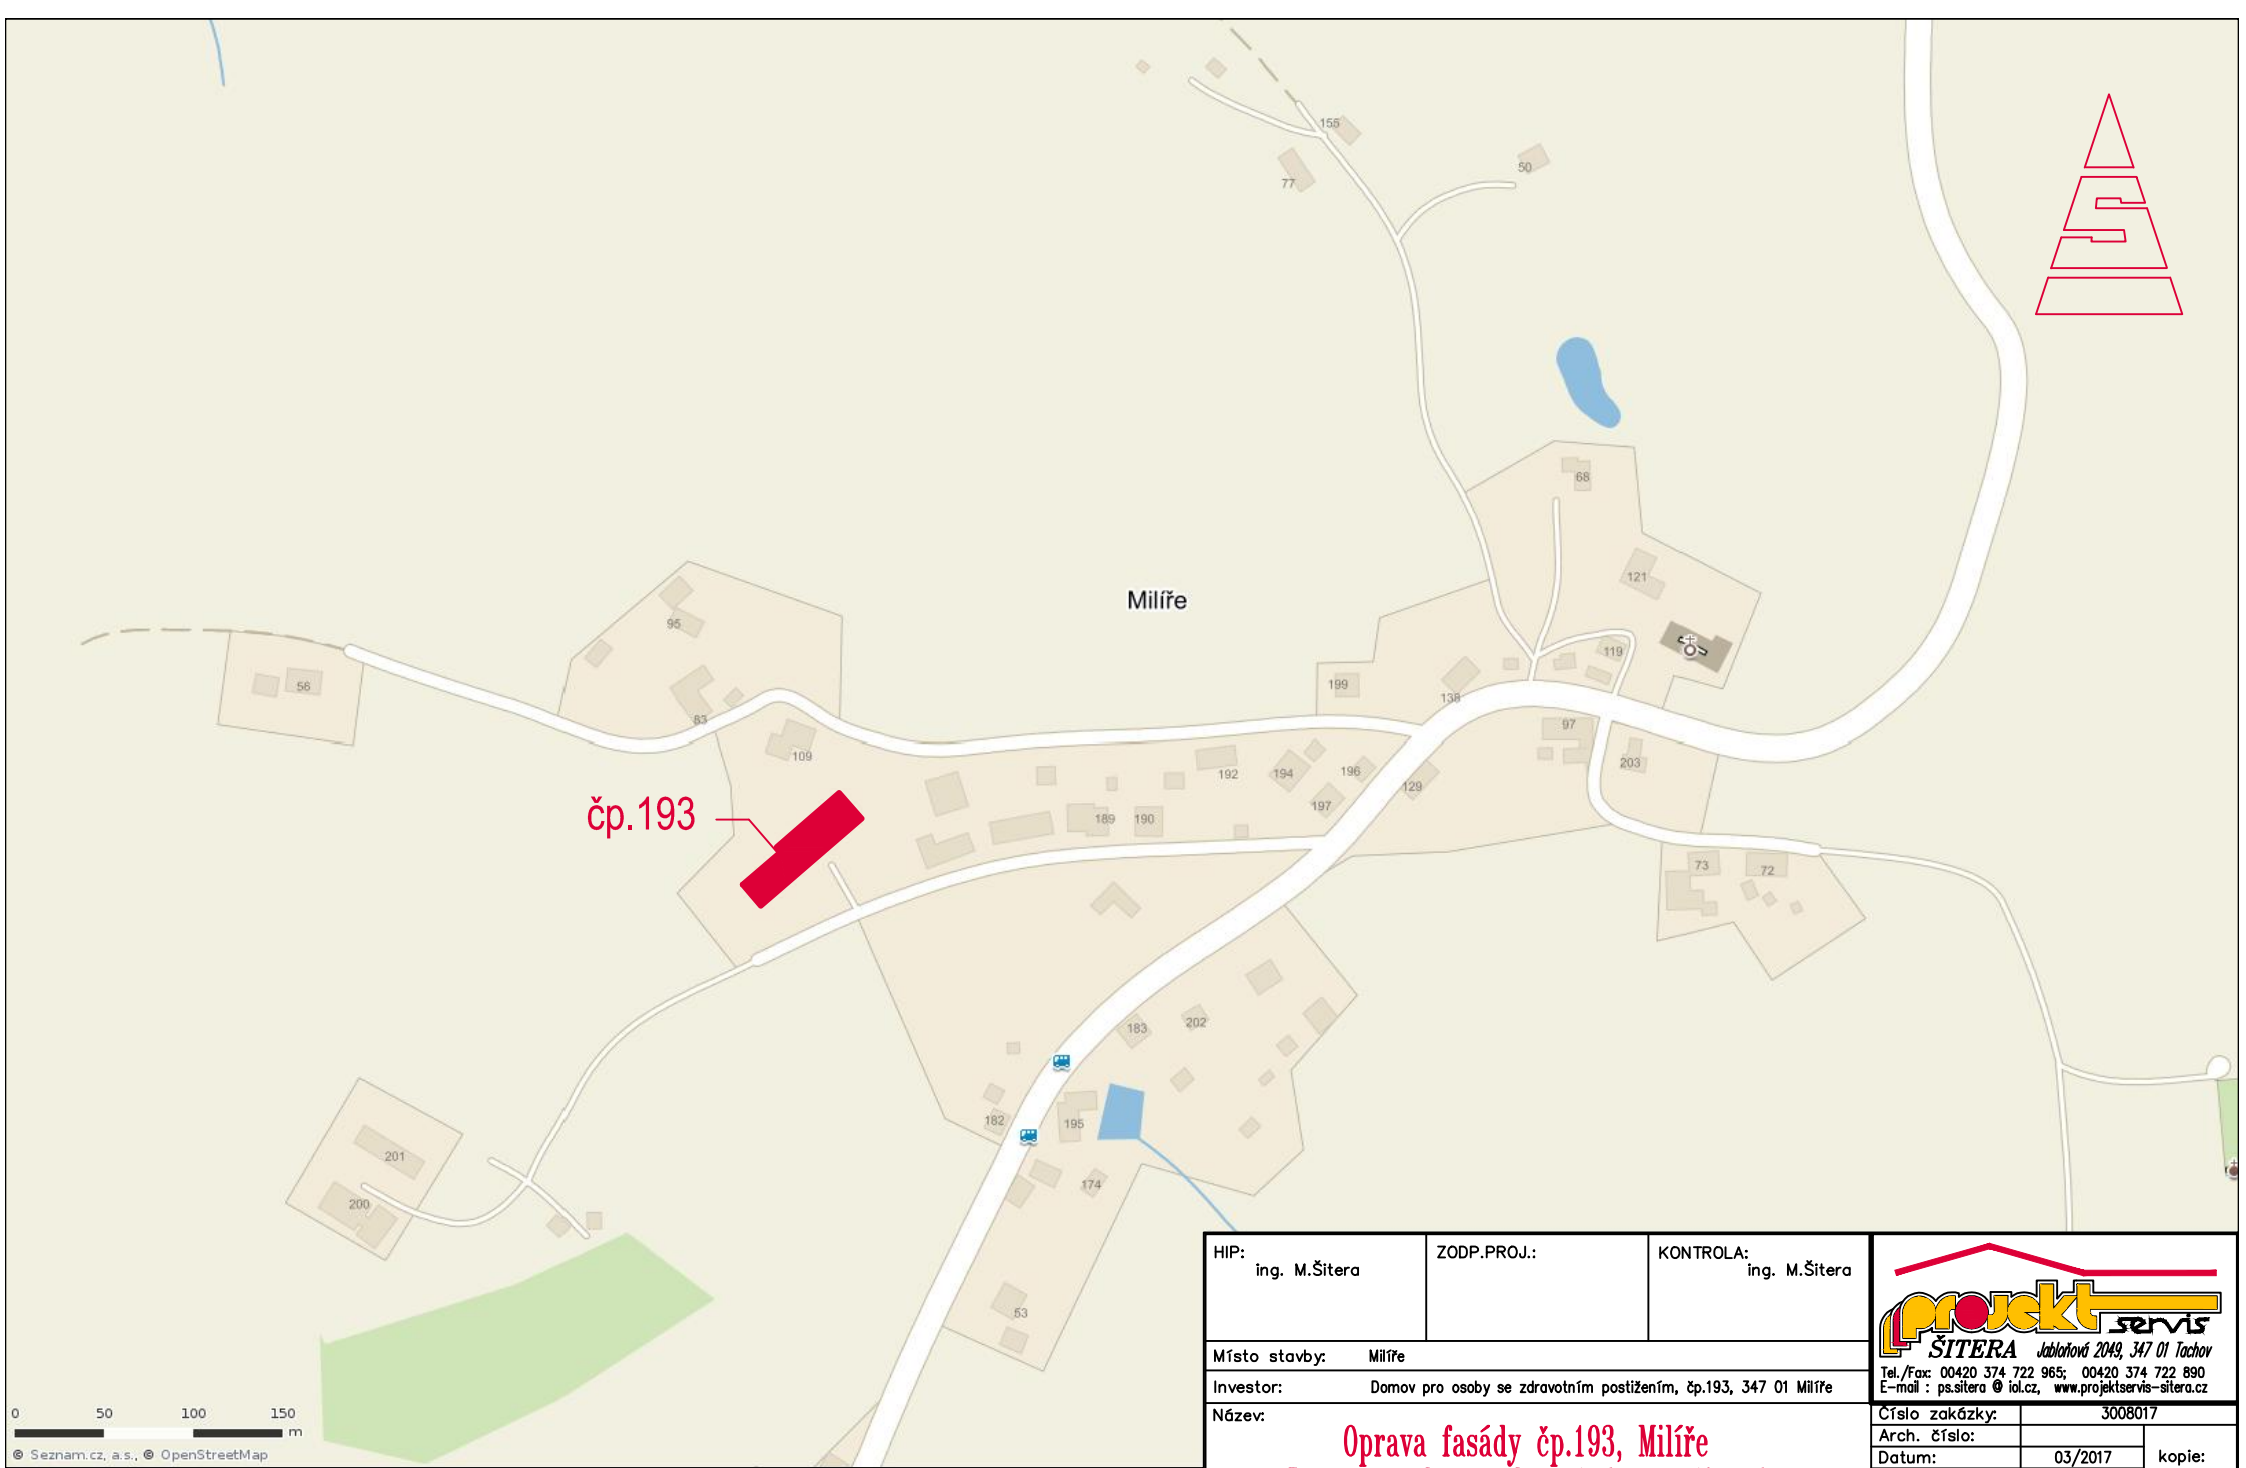 155
77
50
68
Milíře
121
95
119
56
199
138
83
97
109
192
194
196
203
129
197
čp.193
189
190
73
72
183
202
182
195
201
174
200
53
0 50 100 150 m
© Seznam.cz, a.s., © OpenStreetMap
HIP:
ing. M.Šitera
ZODP.PROJ.:
KONTROLA:
ing. M.Šitera
projekt
servis
ŠITERA Jabloňová 2049, 347 01 Tachov
Tel./Fax: 00420 374 722 965; 00420 374 722 890
E-mail : ps.sitera @ iol.cz, www.projektservis-sitera.cz
Místo stavby: Milíře
Investor: Domov pro osoby se zdravotním postižením, čp.193, 347 01 Milíře
Název:
Oprava fasády čp.193, Milíře
Číslo zakázky: 3008017
Arch. číslo:
Datum: 03/2017
kopie: